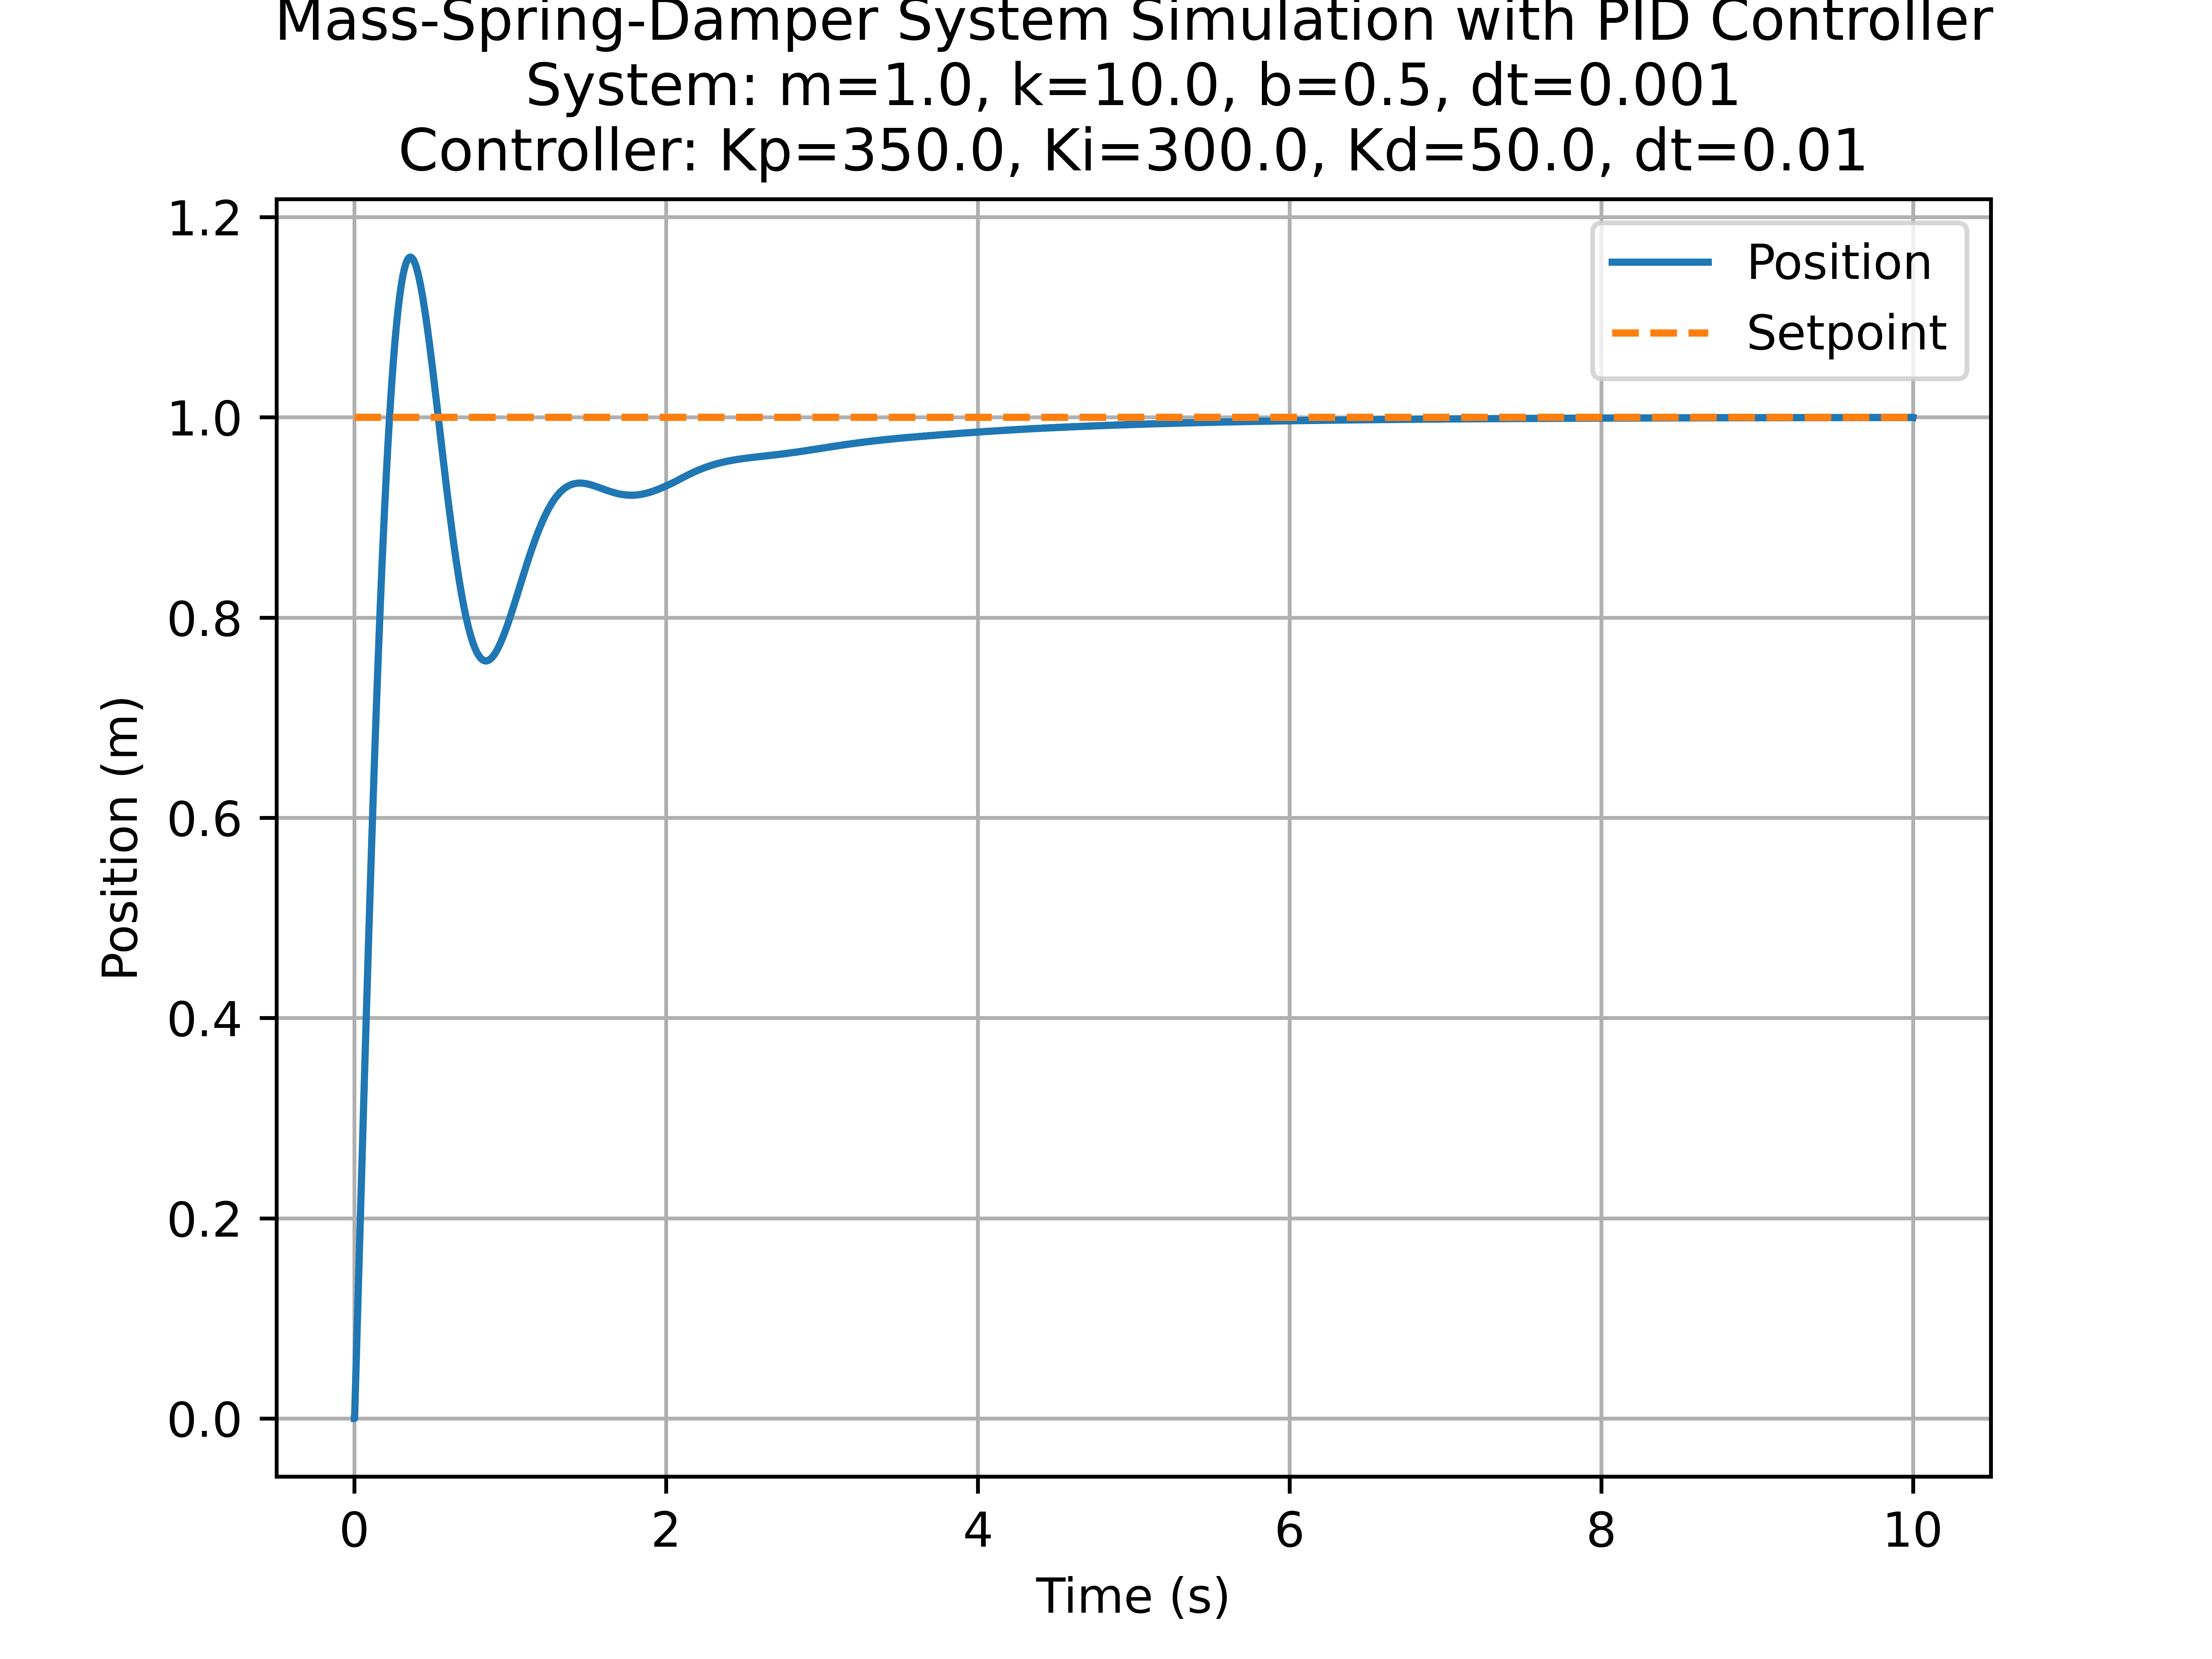 Mass-Spring-Damper System Simulation with PID Controller
System: m=1.0, k=10.0, b=0.5, dt=0.001
Controller: Kp=350.0, Ki=300.0, Kd=50.0, dt=0.01
1.2
1.0
0.8
0.6
0.4
0.2
0.0
Position (m)
Position
Setpoint
0 2 4 6 8 10
Time (s)